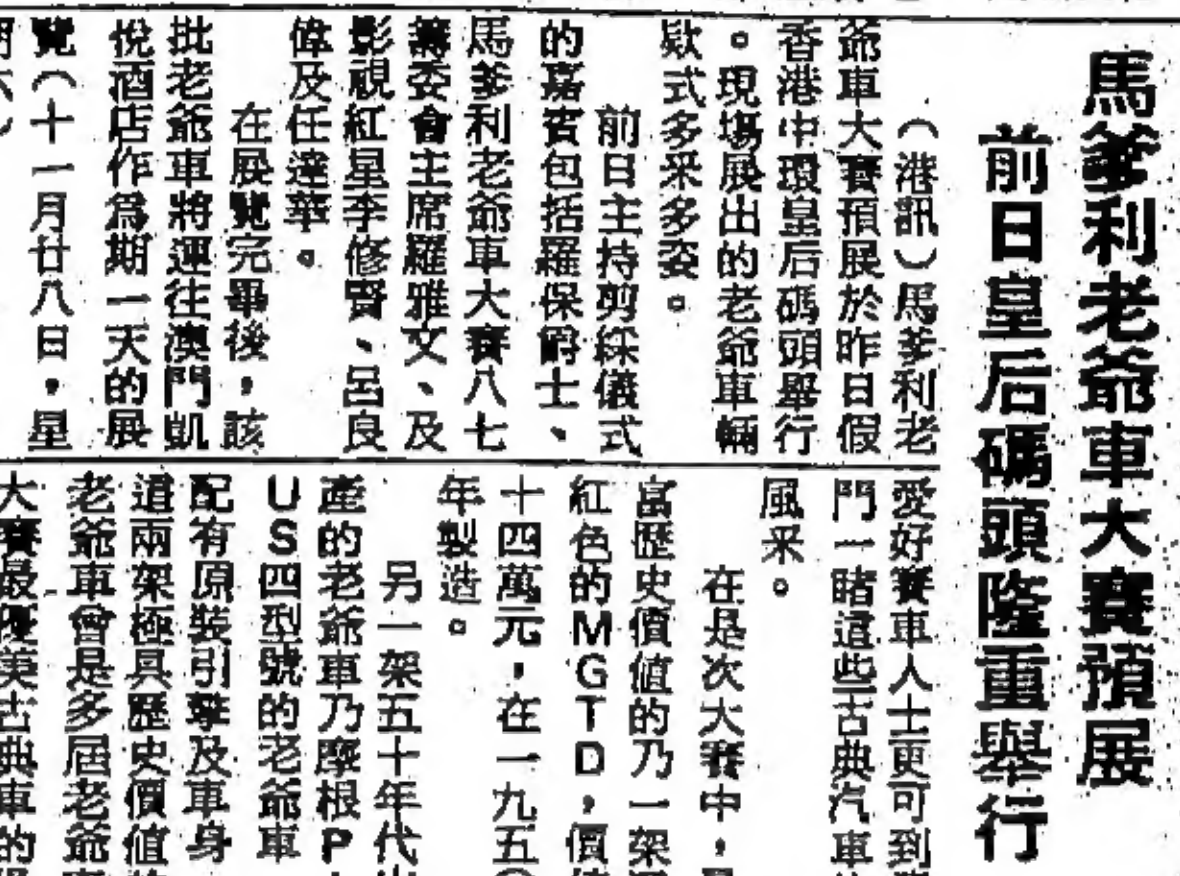 馬爹利老爺車大賽預展
前日皇后碼頭隆重舉行
（港訊）馬爹利老
爺車大賽預展於昨日假
香港中環皇后碼頭舉行
。現塲展出的老爺車輛
欵式多采多姿。
前日主持剪綵儀式
的嘉賓包括羅保爵士、
馬爹利老爺車大賽八七
籌委會主席羅雅文、及
影視紅星李修賢、呂良
偉及任達華。
在展覽完畢後，該
批老爺車將運往澳門凱
悅酒店作爲期一天的展
覽（十一月廿八日，星
愛好賽車人士更可到
門一睹這些古典汽車
風采。
在是次大賽中，
富歷史價值的乃一架
紅色的MGTD，價
十四萬元，在一九五
年製造。
另一架五十年代
產的老爺車乃摩根P
US四型號的老爺車
配有原裝引擎及車身
這兩架極具歷史價值
老爺車曾是多屆老爺
大賽最優美古典車的